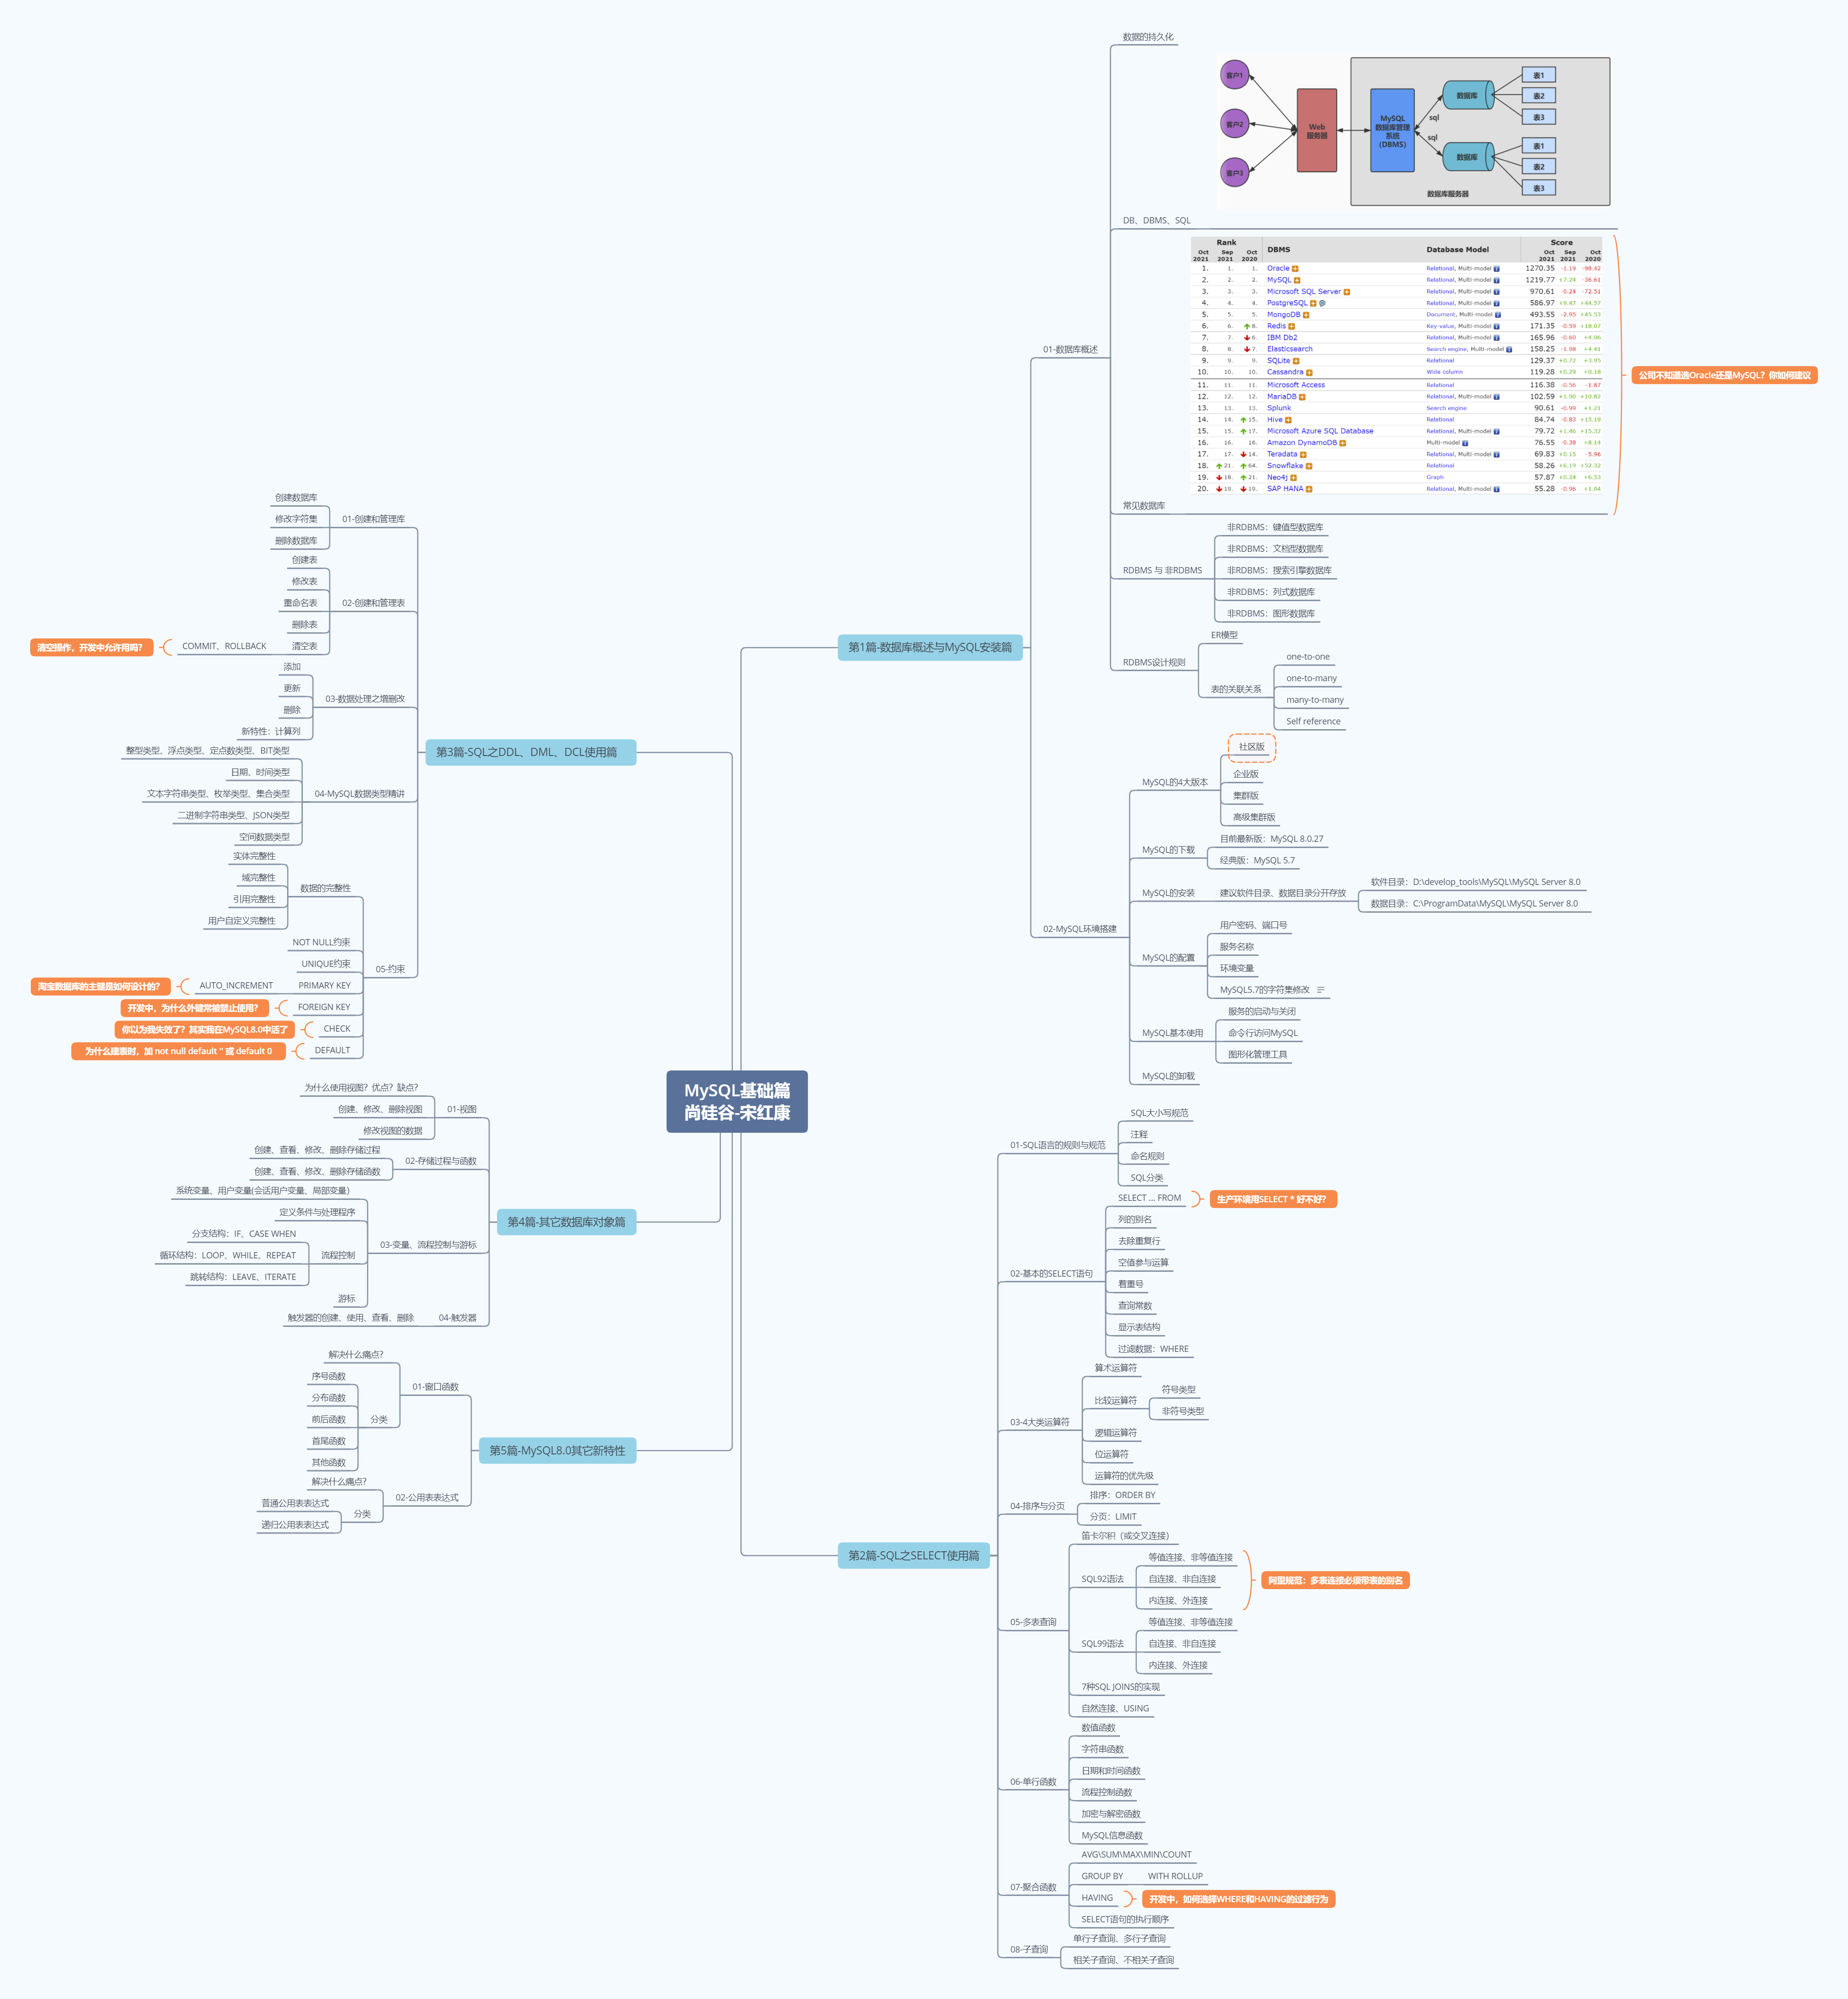 MySQL基础篇
尚硅谷-宋红康
第1篇-数据库概述与MySQL安装篇
01-数据库概述
数据的持久化
DB、DBMS、SQL
客户1
客户2
客户3
Web
服务器
MySQL
数据库管理
系统
(DBMS)
sql
sql
数据库
数据库
表1
表2
表3
表1
表2
表3
数据库服务器
常见数据库
Rank DBMS Database Model Score
Oct 2021 Sep 2021 Oct 2020 Oct 2021 Sep 2021 Oct 2020
1. 1. 1. Oracle Relational, Multi-model 1270.35 -1.19 -98.42
2. 2. 2. MySQL Relational, Multi-model 1219.77 +7.24 -36.61
3. 3. 3. Microsoft SQL Server Relational, Multi-model 970.61 -0.24 -72.51
4. 4. 4. PostgreSQL Relational, Multi-model 586.97 +9.47 +44.57
5. 5. 5. MongoDB Document, Multi-model 493.55 -2.95 +45.53
6. 6. 8. Redis Key-value, Multi-model 171.35 -0.59 +18.07
7. 7. 6. IBM Db2 Relational, Multi-model 165.96 -0.60 +4.06
8. 8. 7. Elasticsearch Search engine, Multi-model 158.25 -1.98 +4.41
9. 9. 9. SQLite Relational 129.37 +0.72 +3.95
10. 10. 10. Cassandra Wide column 119.28 +0.29 +0.18
11. 11. 11. Microsoft Access Relational 116.38 -0.56 -1.87
12. 12. 12. MariaDB Relational, Multi-model 102.59 +1.90 +10.82
13. 13. 13. Splunk Search engine 90.61 -0.99 +1.21
14. 14. 15. Hive Relational 84.74 -0.83 +15.19
15. 15. 17. Microsoft Azure SQL Database Relational, Multi-model 79.72 +1.46 +15.32
16. 16. 16. Amazon DynamoDB Multi-model 76.55 -0.38 +8.14
17. 17. 14. Teradata Relational, Multi-model 69.83 +0.15 -5.96
18. 21. 64. Snowflake Relational 58.26 +6.19 +52.32
19. 18. 21. Neo4j Graph 57.87 +0.24 +6.53
20. 19. 19. SAP HANA Relational, Multi-model 55.28 -0.96 +1.04
公司不知道选Oracle还是MySQL？你如何建议
RDBMS 与 非RDBMS
非RDBMS：键值型数据库
非RDBMS：文档型数据库
非RDBMS：搜索引擎数据库
非RDBMS：列式数据库
非RDBMS：图形数据库
RDBMS设计规则
ER模型
表的关联关系
one-to-one
one-to-many
many-to-many
Self reference
02-MySQL环境搭建
MySQL的4大版本
社区版
企业版
集群版
高级集群版
MySQL的下载
目前最新版：MySQL 8.0.27
经典版：MySQL 5.7
MySQL的安装
建议软件目录、数据目录分开存放
软件目录：D:\develop_tools\MySQL\MySQL Server 8.0
数据目录：C:\ProgramData\MySQL\MySQL Server 8.0
MySQL的配置
用户密码、端口号
服务名称
环境变量
MySQL5.7的字符集修改
MySQL基本使用
服务的启动与关闭
命令行访问MySQL
图形化管理工具
MySQL的卸载
第2篇-SQL之SELECT使用篇
01-SQL语言的规则与规范
SQL大小写规范
注释
命名规则
SQL分类
02-基本的SELECT语句
SELECT ... FROM
生产环境用SELECT * 好不好？
列的别名
去除重复行
空值参与运算
着重号
查询常数
显示表结构
过滤数据：WHERE
03-4大类运算符
算术运算符
比较运算符
符号类型
非符号类型
逻辑运算符
位运算符
运算符的优先级
04-排序与分页
排序：ORDER BY
分页：LIMIT
05-多表查询
笛卡尔积（或交叉连接）
SQL92语法
等值连接、非等值连接
自连接、非自连接
内连接、外连接
阿里规范：多表连接必须带表的别名
SQL99语法
等值连接、非等值连接
自连接、非自连接
内连接、外连接
7种SQL JOINS的实现
自然连接、USING
06-单行函数
数值函数
字符串函数
日期和时间函数
流程控制函数
加密与解密函数
MySQL信息函数
07-聚合函数
AVG\SUM\MAX\MIN\COUNT
GROUP BY
WITH ROLLUP
HAVING
开发中，如何选择WHERE和HAVING的过滤行为
SELECT语句的执行顺序
08-子查询
单行子查询、多行子查询
相关子查询、不相关子查询
第3篇-SQL之DDL、DML、DCL使用篇
01-创建和管理库
创建数据库
修改字符集
删除数据库
02-创建和管理表
创建表
修改表
重命名表
删除表
清空表
COMMIT、ROLLBACK
清空操作，开发中允许用吗？
03-数据处理之增删改
添加
更新
删除
新特性：计算列
04-MySQL数据类型精讲
整型类型、浮点类型、定点数类型、BIT类型
日期、时间类型
文本字符串类型、枚举类型、集合类型
二进制字符串类型、JSON类型
空间数据类型
05-约束
数据的完整性
实体完整性
域完整性
引用完整性
用户自定义完整性
NOT NULL约束
UNIQUE约束
PRIMARY KEY
AUTO_INCREMENT
淘宝数据库的主键是如何设计的？
FOREIGN KEY
开发中，为什么外键常被禁止使用？
CHECK
你以为我失效了？其实我在MySQL8.0中活了
DEFAULT
为什么建表时，加 not null default '' 或 default 0
第4篇-其它数据库对象篇
01-视图
为什么使用视图？优点？缺点？
创建、修改、删除视图
修改视图的数据
02-存储过程与函数
创建、查看、修改、删除存储过程
创建、查看、修改、删除存储函数
03-变量、流程控制与游标
系统变量、用户变量(会话用户变量、局部变量)
定义条件与处理程序
流程控制
分支结构：IF、CASE WHEN
循环结构：LOOP、WHILE、REPEAT
跳转结构：LEAVE、ITERATE
游标
04-触发器
触发器的创建、使用、查看、删除
第5篇-MySQL8.0其它新特性
01-窗口函数
解决什么痛点？
分类
序号函数
分布函数
前后函数
首尾函数
其他函数
02-公用表表达式
解决什么痛点？
分类
普通公用表表达式
递归公用表表达式